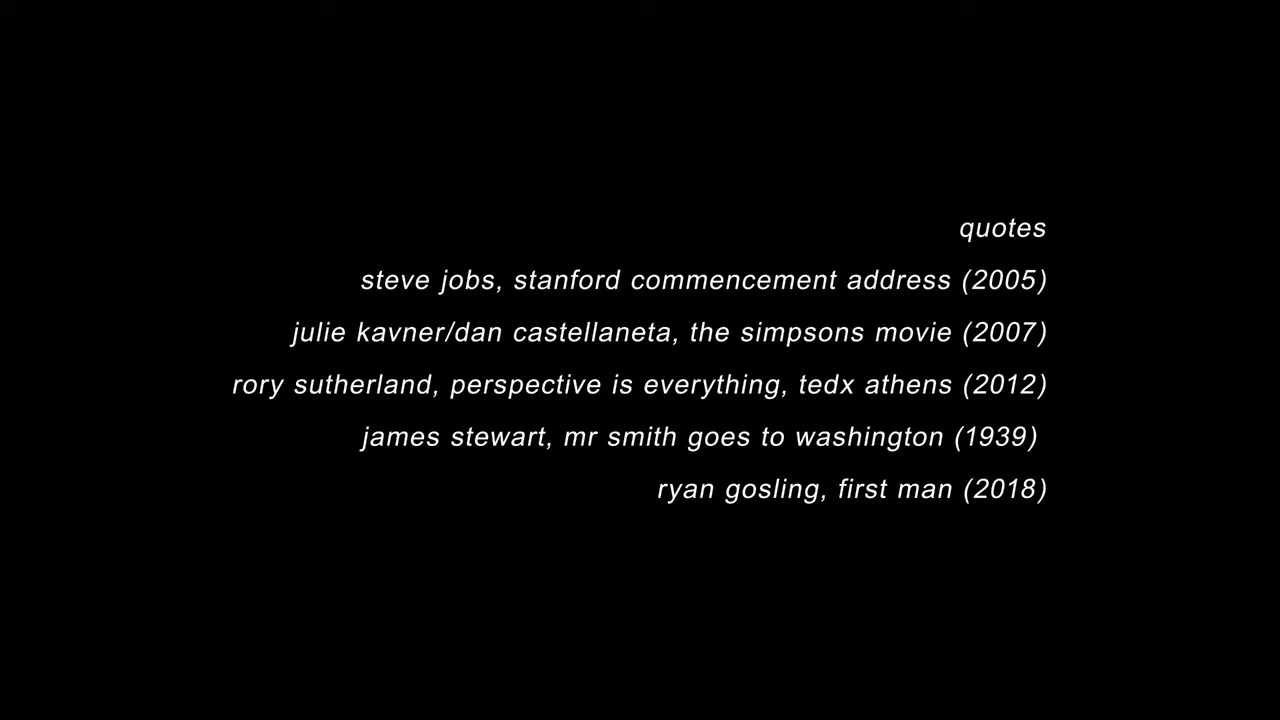 quotes
steve jobs, stanford commencement address (2005)
julie kavner/dan castellaneta, the simpsons movie (2007)
rory sutherland, perspective is everything, tedx athens (2012)
james stewart, mr smith goes to washington (1939)
ryan gosling, first man (2018)